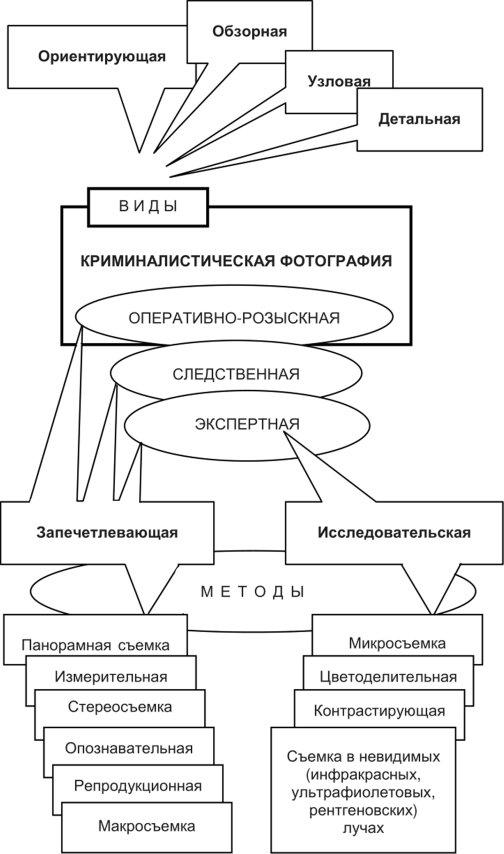 Ориентирующая
Обзорная
Узловая
Детальная
ВИДЫ
КРИМИНАЛИСТИЧЕСКАЯ ФОТОГРАФИЯ
ОПЕРАТИВНО-РОЗЫСКНАЯ
СЛЕДСТВЕННАЯ
ЭКСПЕРТНАЯ
Запечетлевающая
Исследовательская
МЕТОДЫ
Панорамная съемка
Измерительная
Стереосъемка
Опознавательная
Репродукционная
Макросъемка
Микросъемка
Цветоделительная
Контрастирующая
Съемка в невидимых
(инфракрасных,
ультрафиолетовых,
рентгеновских)
лучах